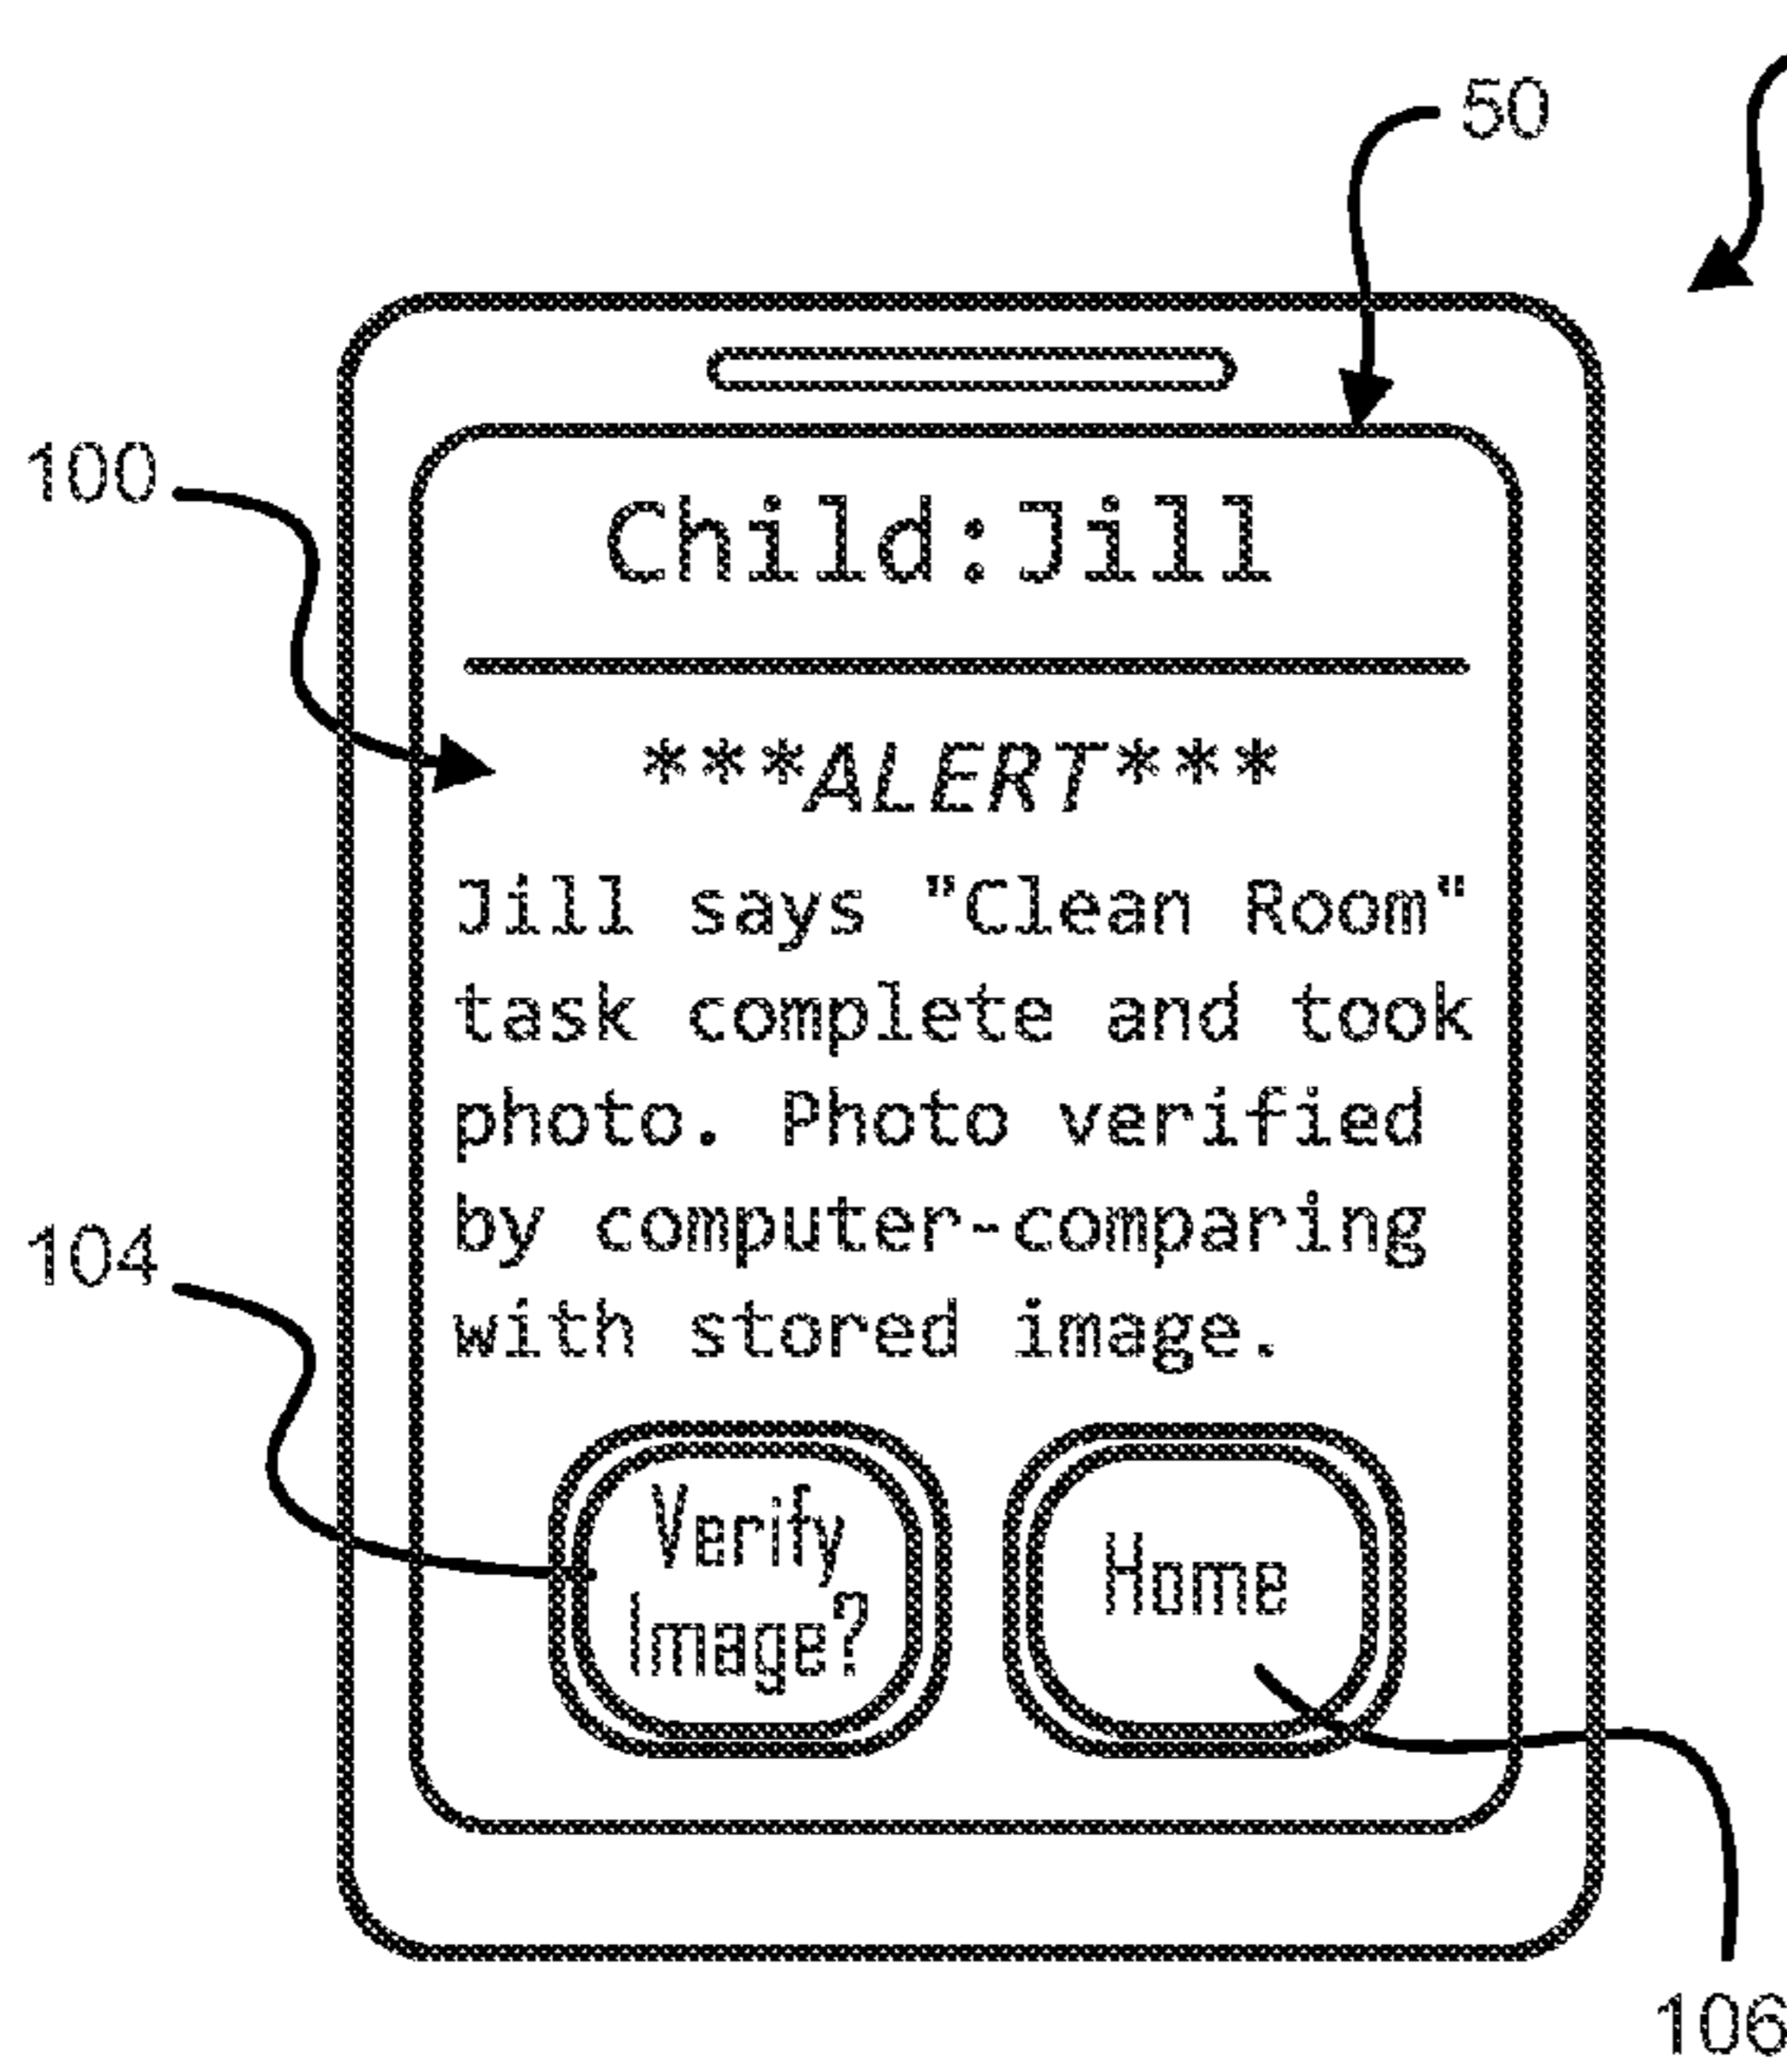 50
100
Child:Jill
***ALERT***
Jill says "Clean Room"
task complete and took
photo. Photo verified
by computer-comparing
with stored image.
104
Verify
Image?
Home
106